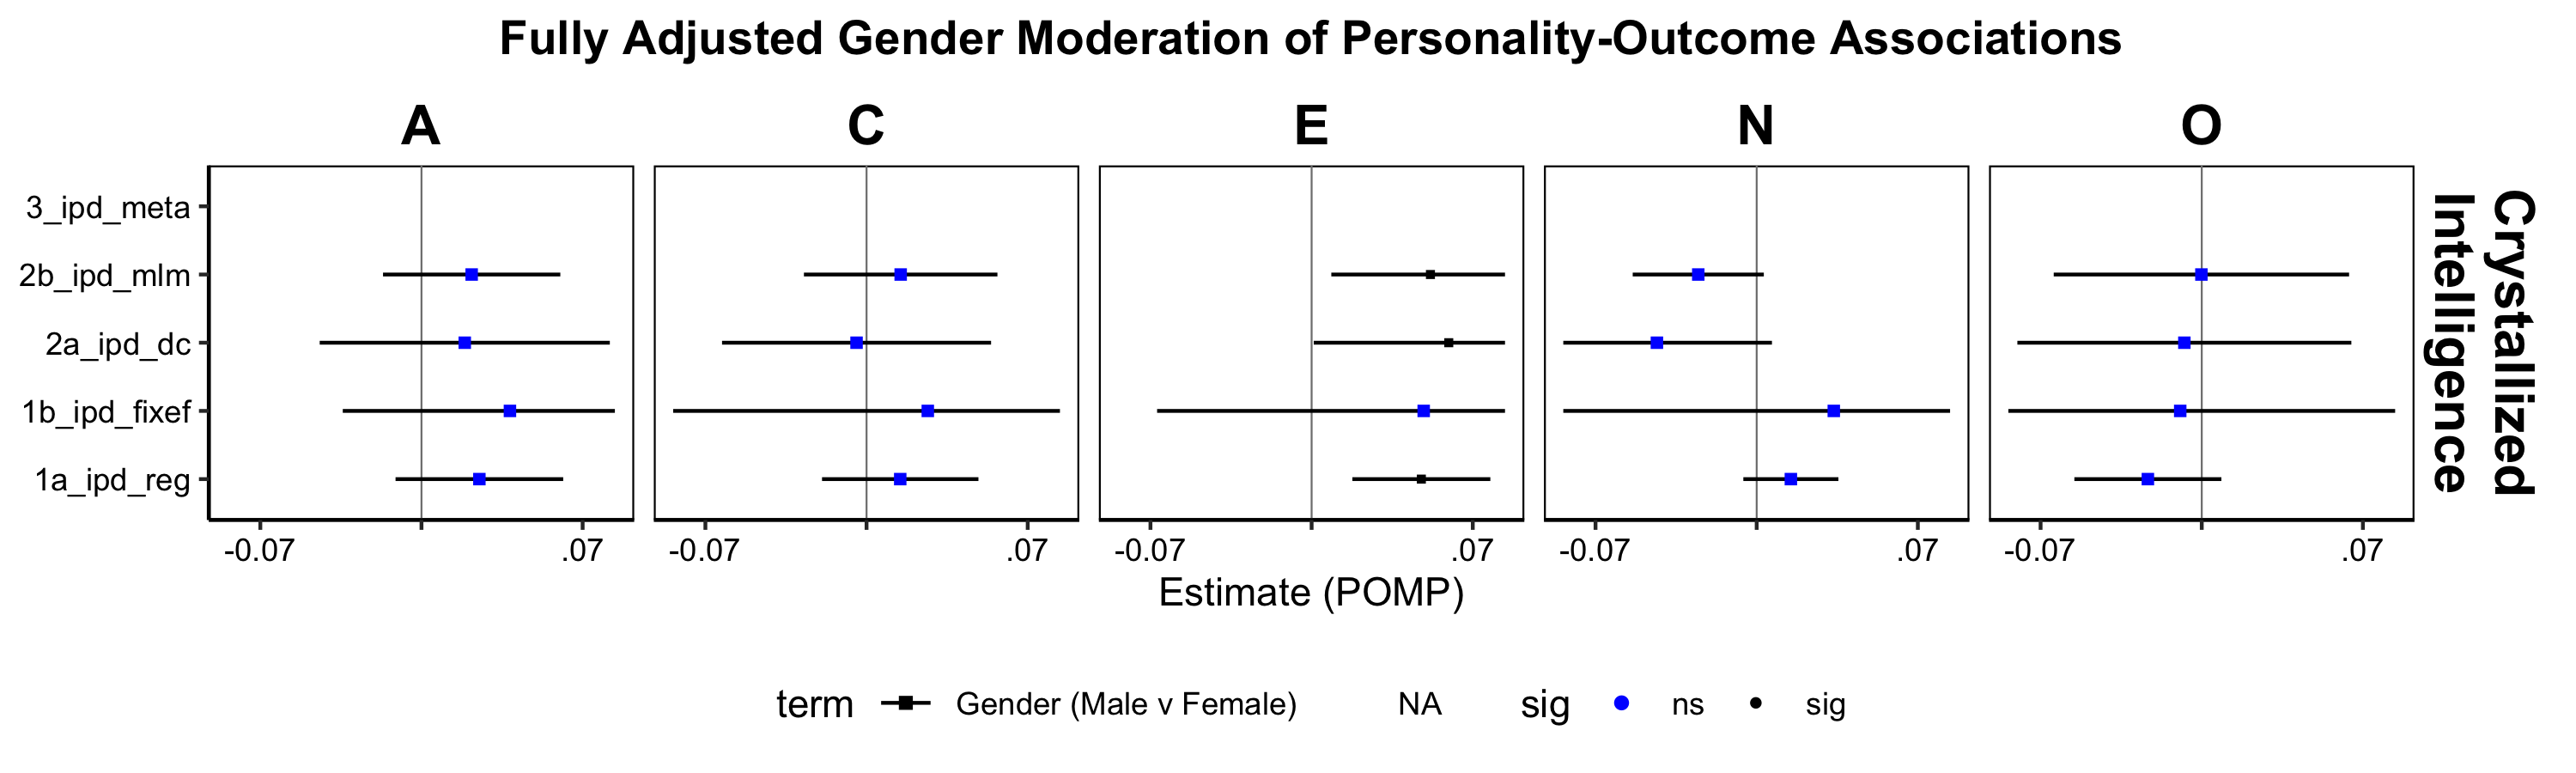 Fully Adjusted Gender Moderation of Personality-Outcome Associations
A C E N O
3_ipd_meta
2b_ipd_mlm
2a_ipd_dc
1b_ipd_fixef
1a_ipd_reg
Crystallized
Intelligence
-0.07 .07 -0.07 .07 -0.07 .07 -0.07 .07 -0.07 .07
Estimate (POMP)
term Gender (Male v Female) NA sig ns sig